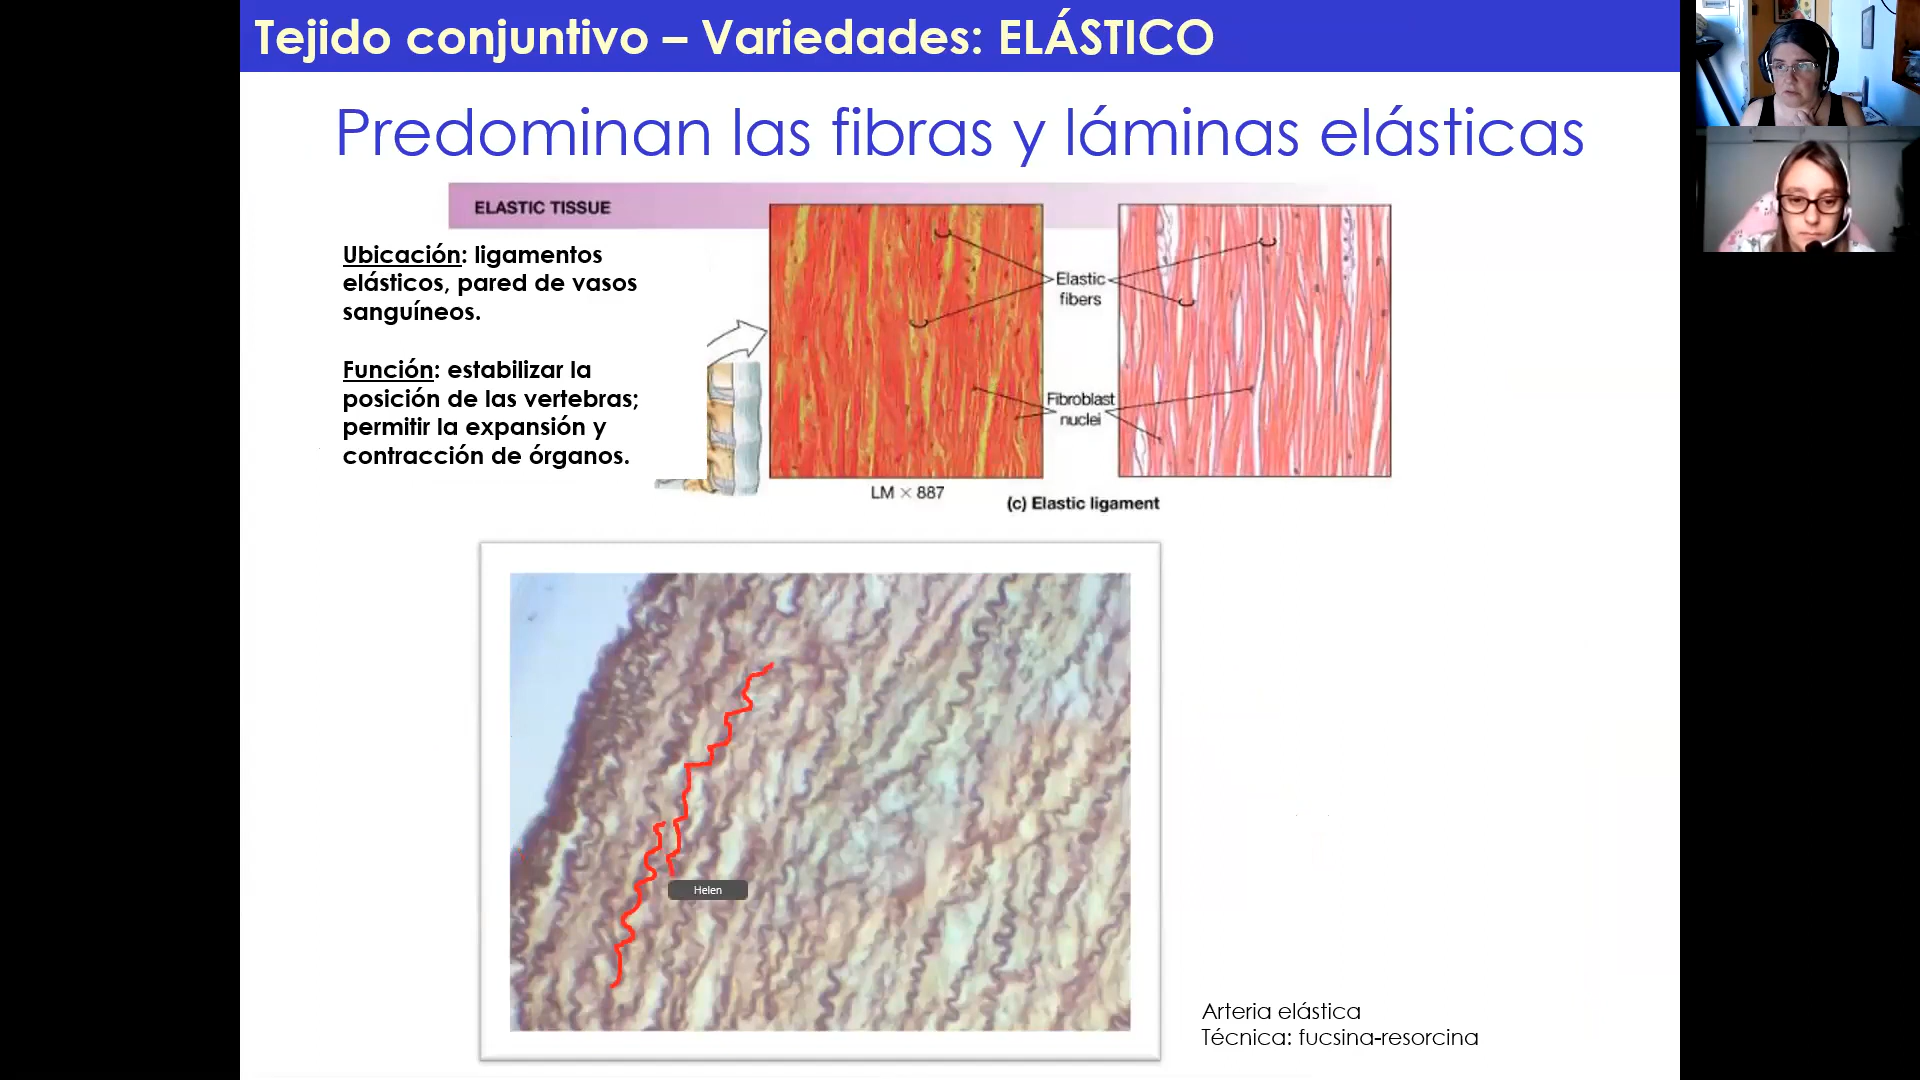 Tejido conjuntivo – Variedades: ELÁSTICO
Predominan las fibras y láminas elásticas
ELASTIC TISSUE
Ubicación: ligamentos
elásticos, pared de vasos
sanguíneos.
Función: estabilizar la
posición de las vertebras;
permitir la expansión y
contracción de órganos.
Elastic
fibers
Fibroblast
nuclei
LM × 887
(c) Elastic ligament
Helen
Arteria elástica
Técnica: fucsina-resorcina